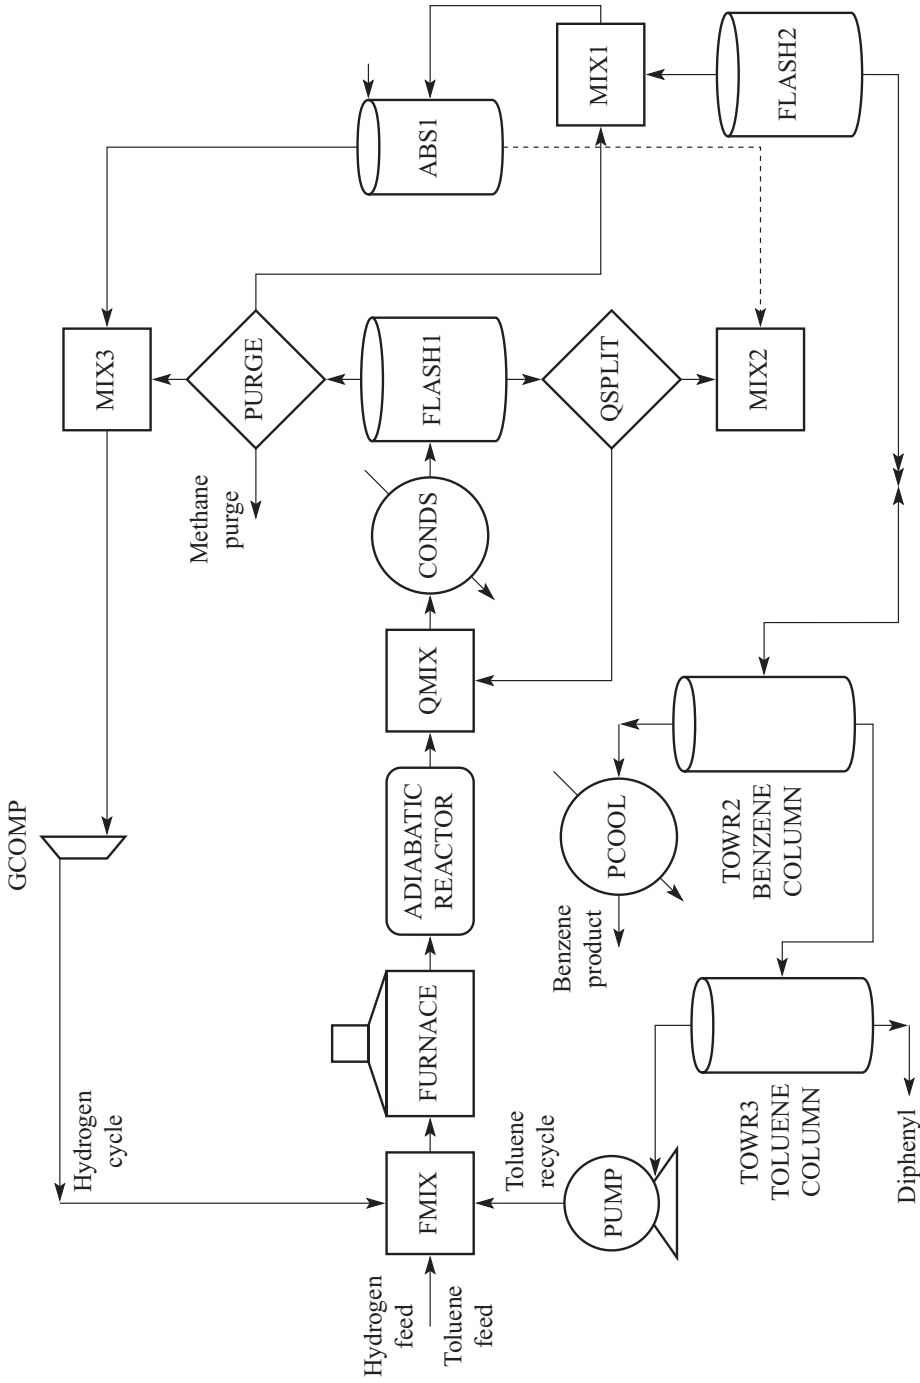 Hydrogen
feed
Toluene
feed
Hydrogen
cycle
FMIX
Toluene
recycle
PUMP
FURNACE
ADIABATIC
REACTOR
GCOMP
QMIX
CONDS
Methane
purge
MIX3
PURGE
FLASH1
QSPLIT
MIX2
ABS1
MIX1
FLASH2
Benzene
product
PCOOL
TOWR2
BENZENE
COLUMN
TOWR3
TOLUENE
COLUMN
Diphenyl